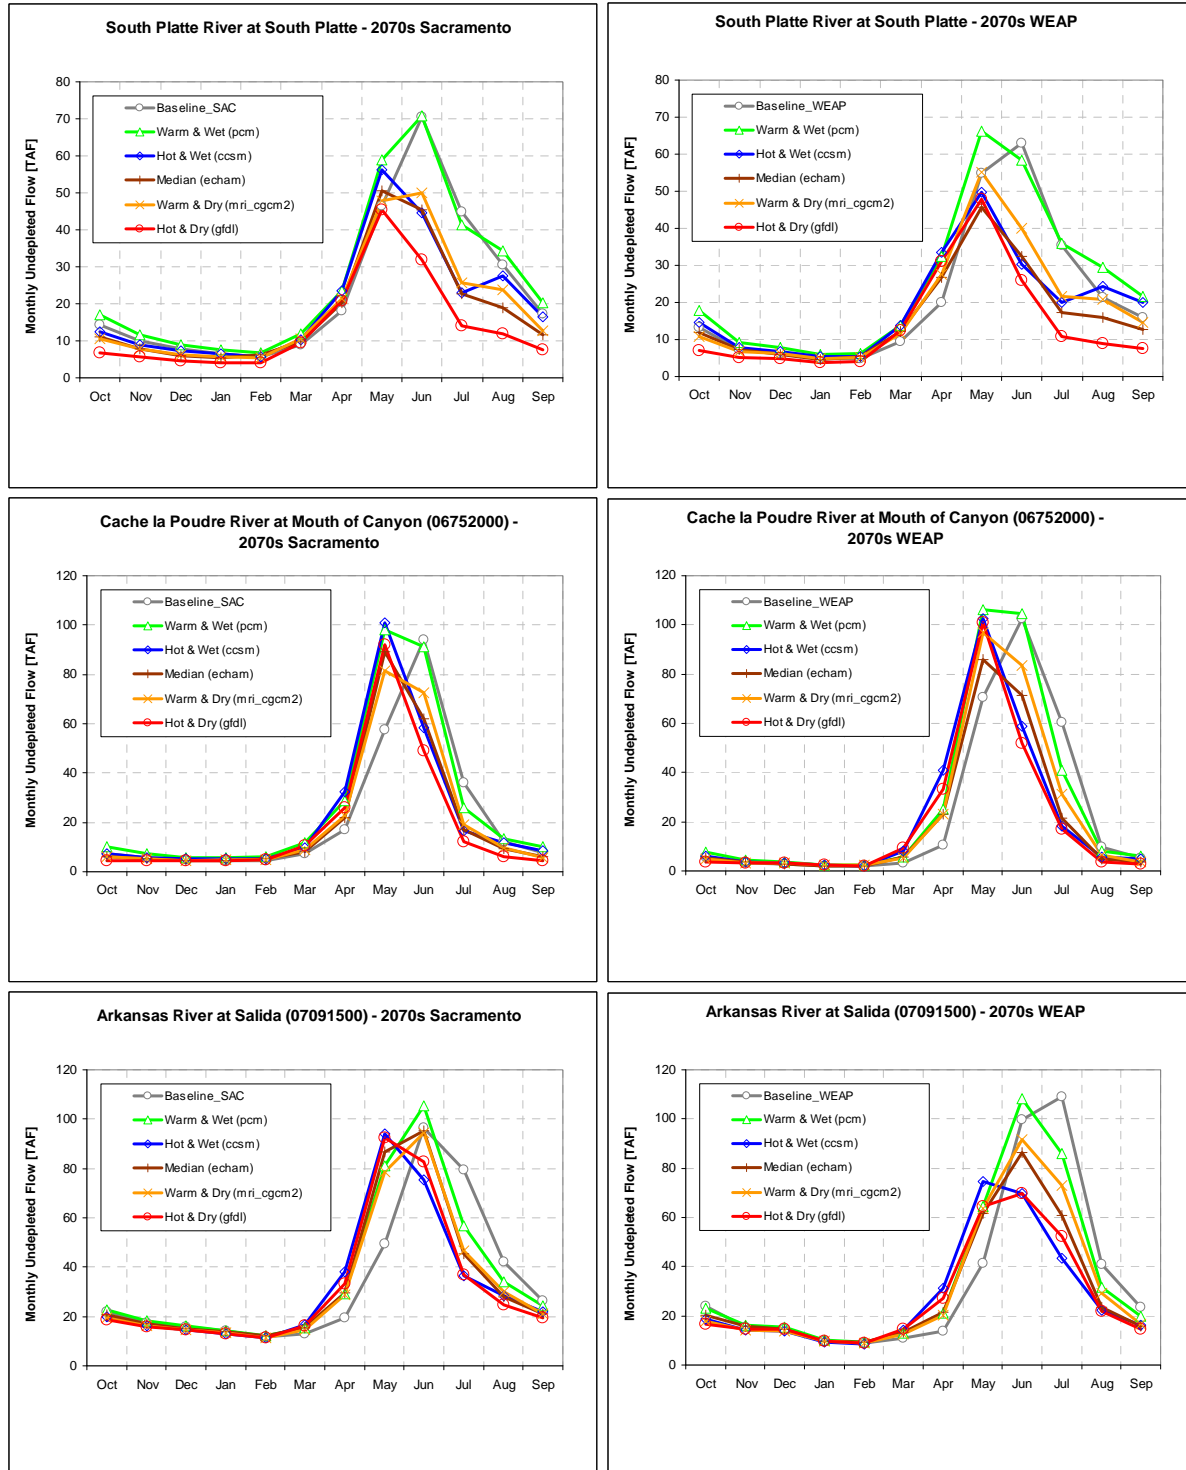 South Platte River at South Platte - 2070s Sacramento
Monthly Undepleted Flow [TAF]
80
70
60
50
40
30
20
10
0
Baseline_SAC
Warm & Wet (pcm)
Hot & Wet (ccsm)
Median (echam)
Warm & Dry (mri_cgcm2)
Hot & Dry (gfdl)
Oct Nov Dec Jan Feb Mar Apr May Jun Jul Aug Sep
South Platte River at South Platte - 2070s WEAP
Monthly Undepleted Flow [TAF]
80
70
60
50
40
30
20
10
0
Baseline_WEAP
Warm & Wet (pcm)
Hot & Wet (ccsm)
Median (echam)
Warm & Dry (mri_cgcm2)
Hot & Dry (gfdl)
Oct Nov Dec Jan Feb Mar Apr May Jun Jul Aug Sep
Cache la Poudre River at Mouth of Canyon (06752000) -
2070s Sacramento
Monthly Undepleted Flow [TAF]
120
100
80
60
40
20
0
Baseline_SAC
Warm & Wet (pcm)
Hot & Wet (ccsm)
Median (echam)
Warm & Dry (mri_cgcm2)
Hot & Dry (gfdl)
Oct Nov Dec Jan Feb Mar Apr May Jun Jul Aug Sep
Cache la Poudre River at Mouth of Canyon (06752000) -
2070s WEAP
Monthly Undepleted Flow [TAF]
120
100
80
60
40
20
0
Baseline_WEAP
Warm & Wet (pcm)
Hot & Wet (ccsm)
Median (echam)
Warm & Dry (mri_cgcm2)
Hot & Dry (gfdl)
Oct Nov Dec Jan Feb Mar Apr May Jun Jul Aug Sep
Arkansas River at Salida (07091500) - 2070s Sacramento
Monthly Undepleted Flow [TAF]
120
100
80
60
40
20
0
Baseline_SAC
Warm & Wet (pcm)
Hot & Wet (ccsm)
Median (echam)
Warm & Dry (mri_cgcm2)
Hot & Dry (gfdl)
Oct Nov Dec Jan Feb Mar Apr May Jun Jul Aug Sep
Arkansas River at Salida (07091500) - 2070s WEAP
Monthly Undepleted Flow [TAF]
120
100
80
60
40
20
0
Baseline_WEAP
Warm & Wet (pcm)
Hot & Wet (ccsm)
Median (echam)
Warm & Dry (mri_cgcm2)
Hot & Dry (gfdl)
Oct Nov Dec Jan Feb Mar Apr May Jun Jul Aug Sep